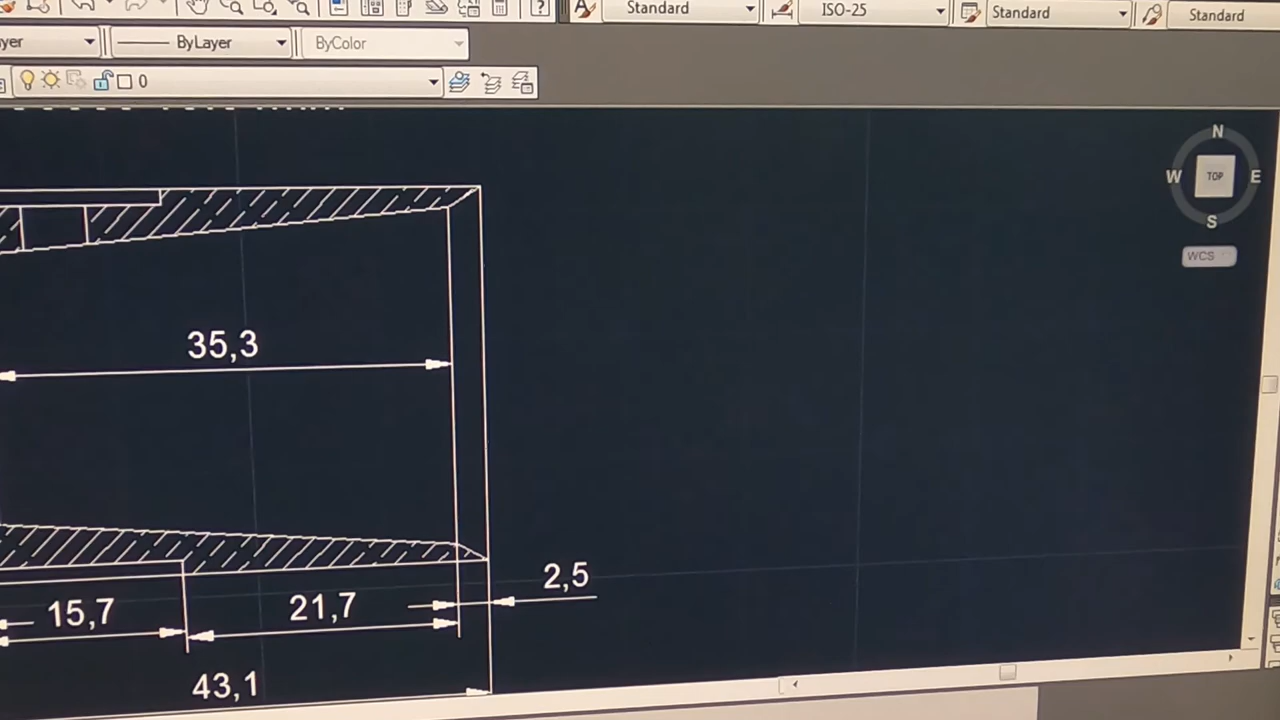 Standard
ISO-25
Standard
Standard
yer
ByLayer
ByColor
0
N
W
TOP
E
S
WCS
35,3
2,5
15,7
21,7
43,1